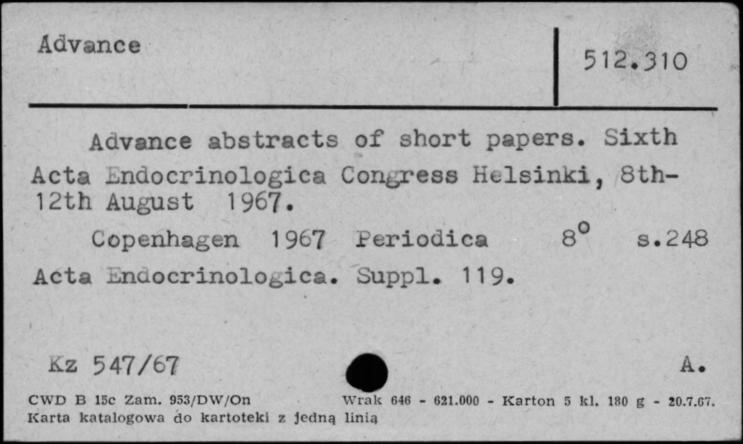 Advance
512.310
Advance abstracts of short papers. Sixth
Acta Endocrinologica Congress Helsinki, 8th-
12th August 1967.
Copenhagen 1967 Periodica 8° s.248
Acta Endocrinologica. Suppl. 119.
Kz 547/67 A.
CWD B 15c Zam. 953/DW/On Wrak 646 - 621.000 - Karton 5 kl. 180 g - 20.7.67.
Karta katalogowa do kartoteki z jedną linią